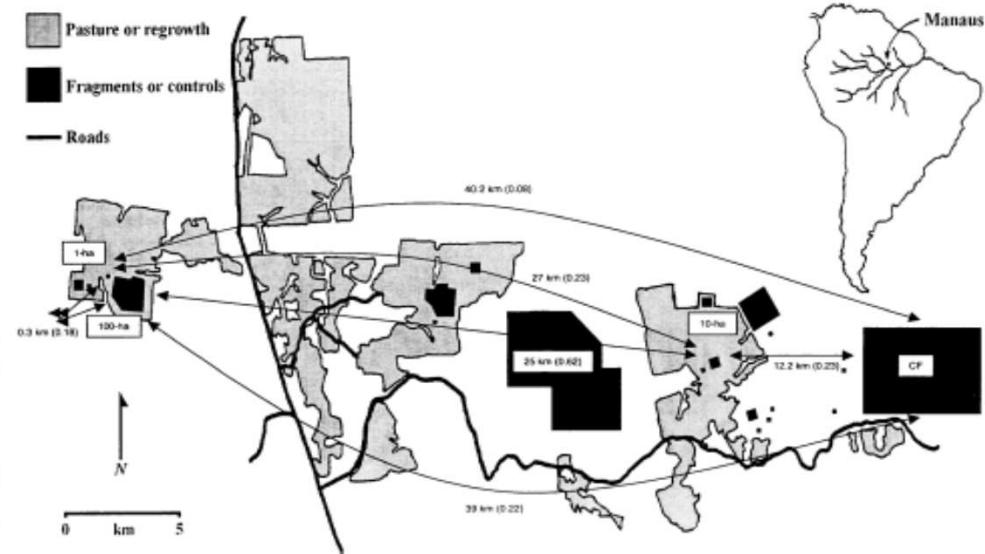 Pasture or regrowth
Manaus
Fragments or controls
Roads
40.2 km (0.08)
1-ha
27 km (0.23)
0.3 km (0.18)
100-ha
10-ha
25 km (0.62)
12.2 km (0.23)
CF
N
39 km (0.22)
0 km 5